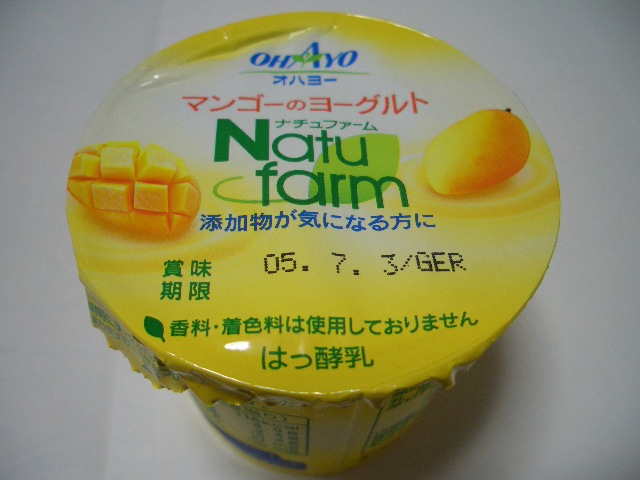 OHAYO
オハヨー
マンゴーのヨーグルト
ナチュファーム
Natu
farm
添加物が気になる方に
賞味
期限
05. 7. 3/GER
香料・着色料は使用しておりません
はっ酵乳